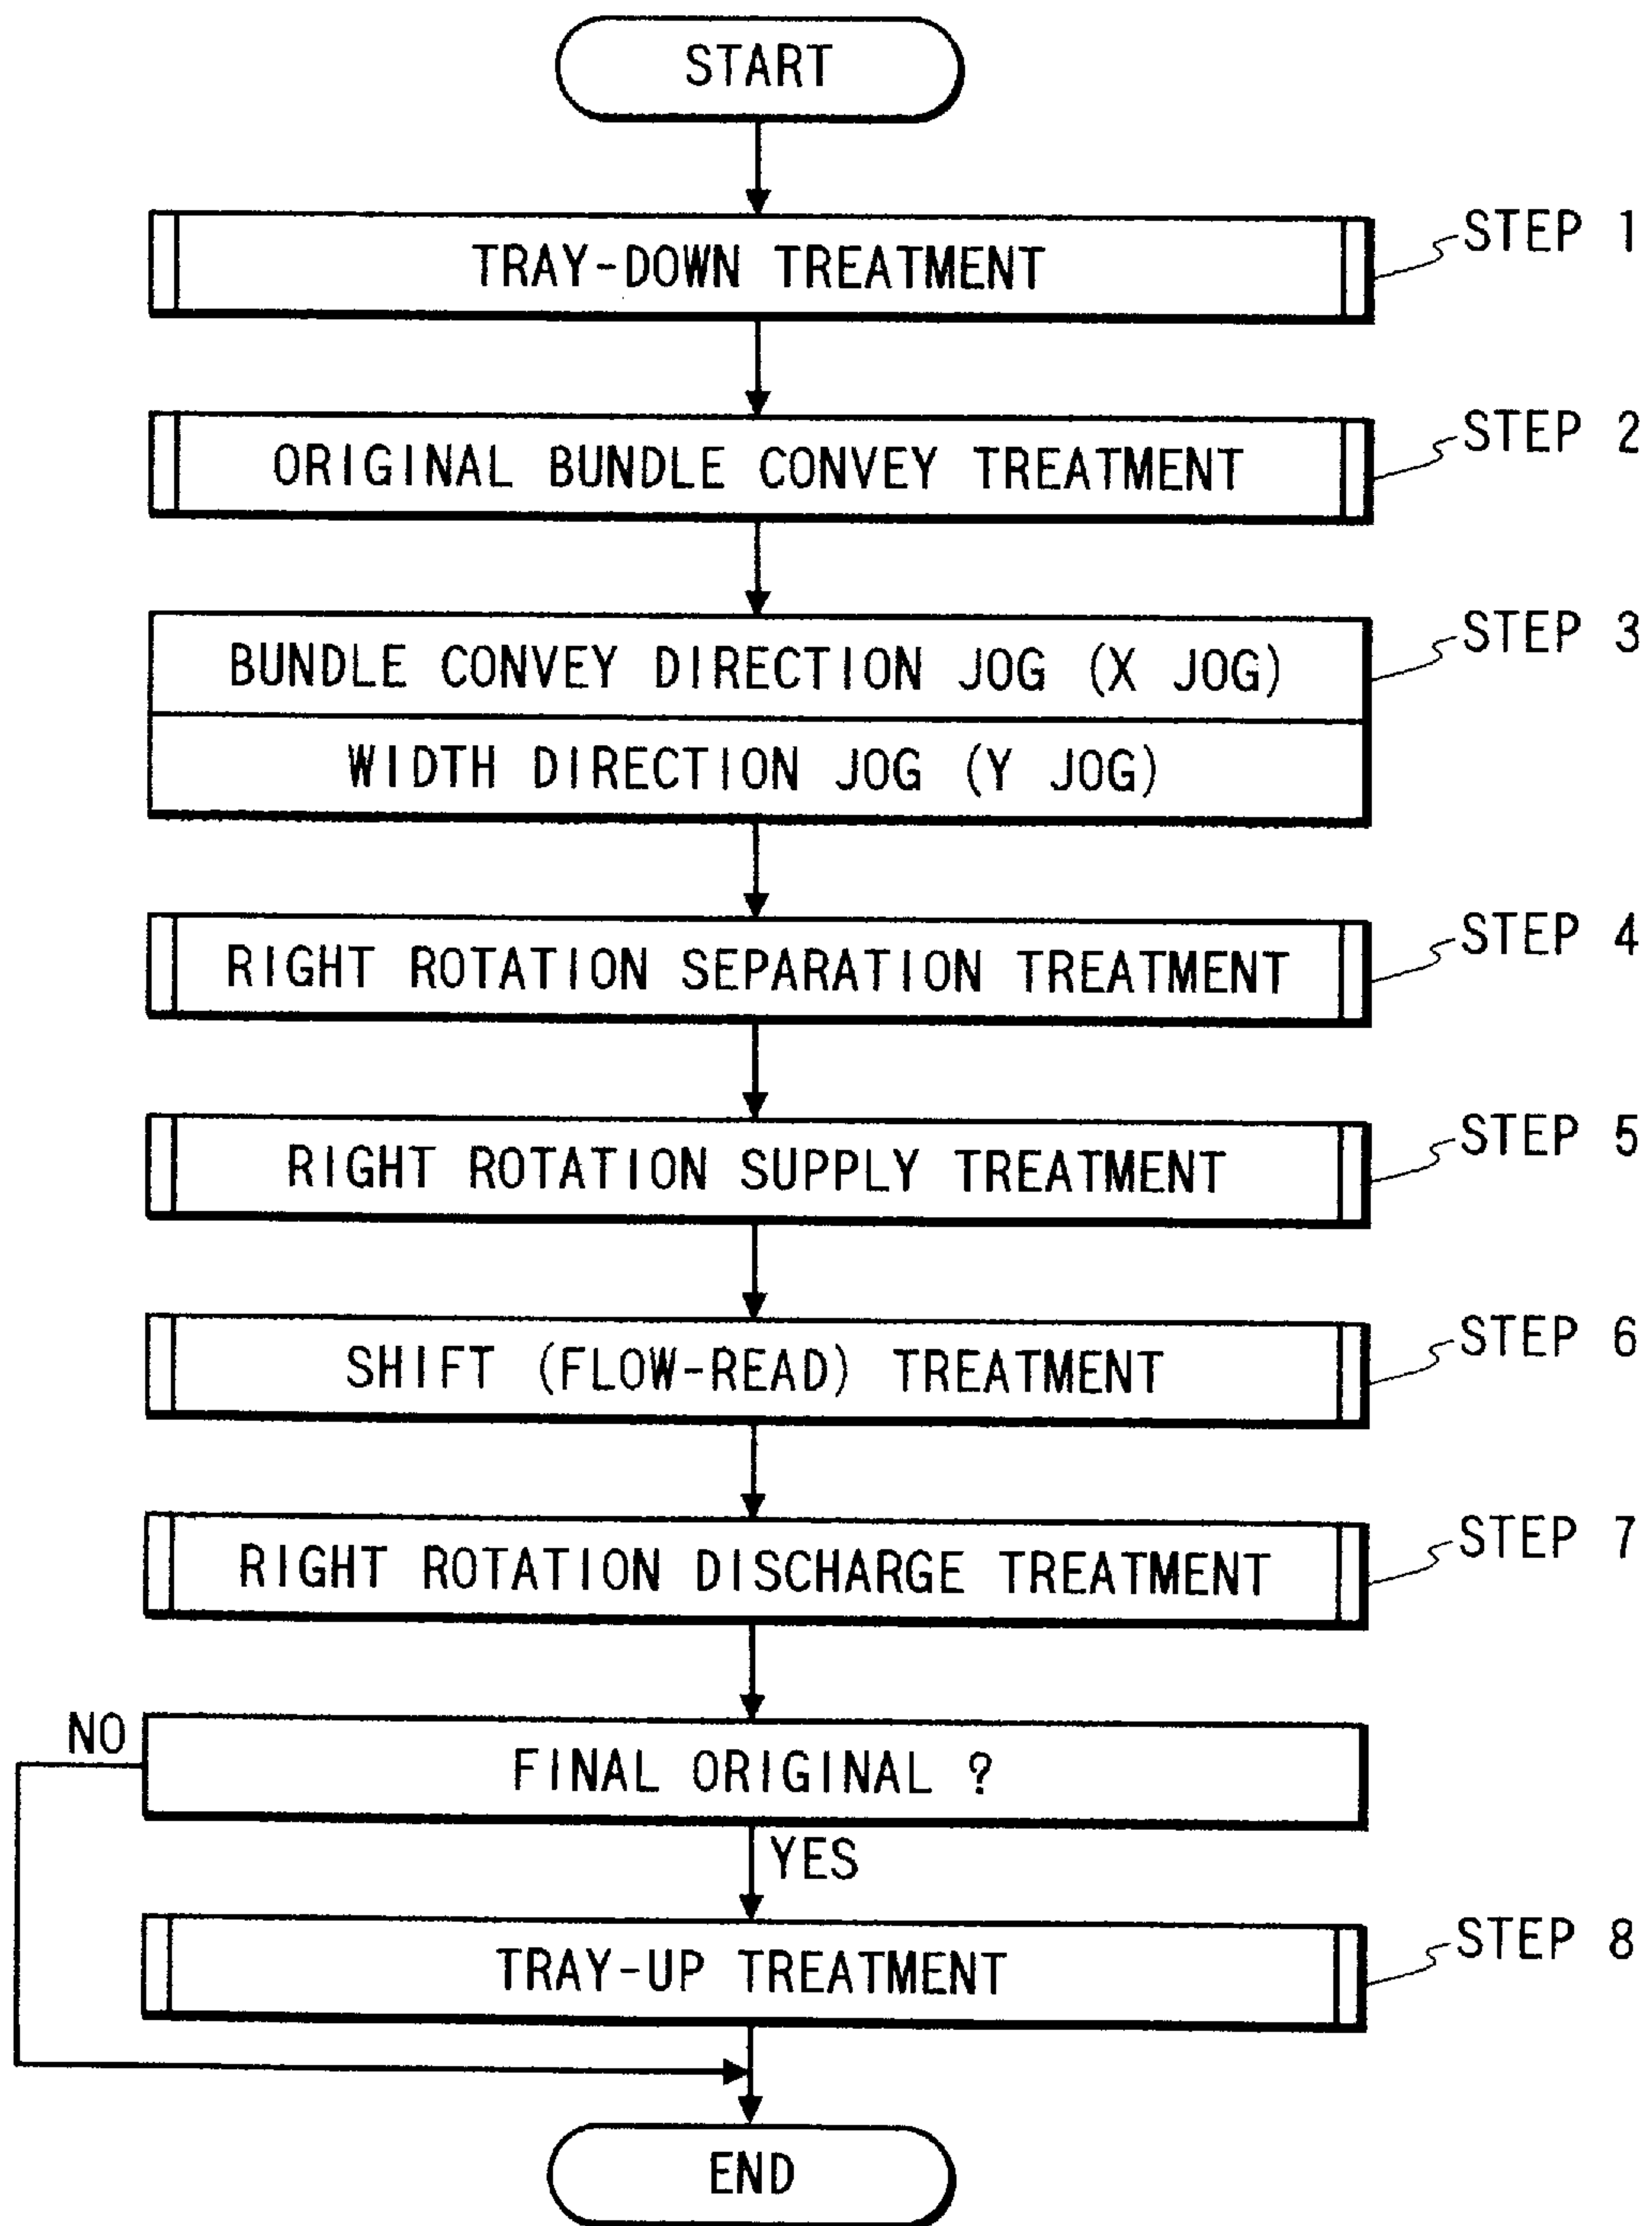 START
TRAY-DOWN TREATMENT
STEP 1
ORIGINAL BUNDLE CONVEY TREATMENT
STEP 2
BUNDLE CONVEY DIRECTION JOG (X JOG)
STEP 3
WIDTH DIRECTION JOG (Y JOG)
RIGHT ROTATION SEPARATION TREATMENT
STEP 4
RIGHT ROTATION SUPPLY TREATMENT
STEP 5
SHIFT (FLOW-READ) TREATMENT
STEP 6
RIGHT ROTATION DISCHARGE TREATMENT
STEP 7
NO
FINAL ORIGINAL ?
YES
TRAY-UP TREATMENT
STEP 8
END